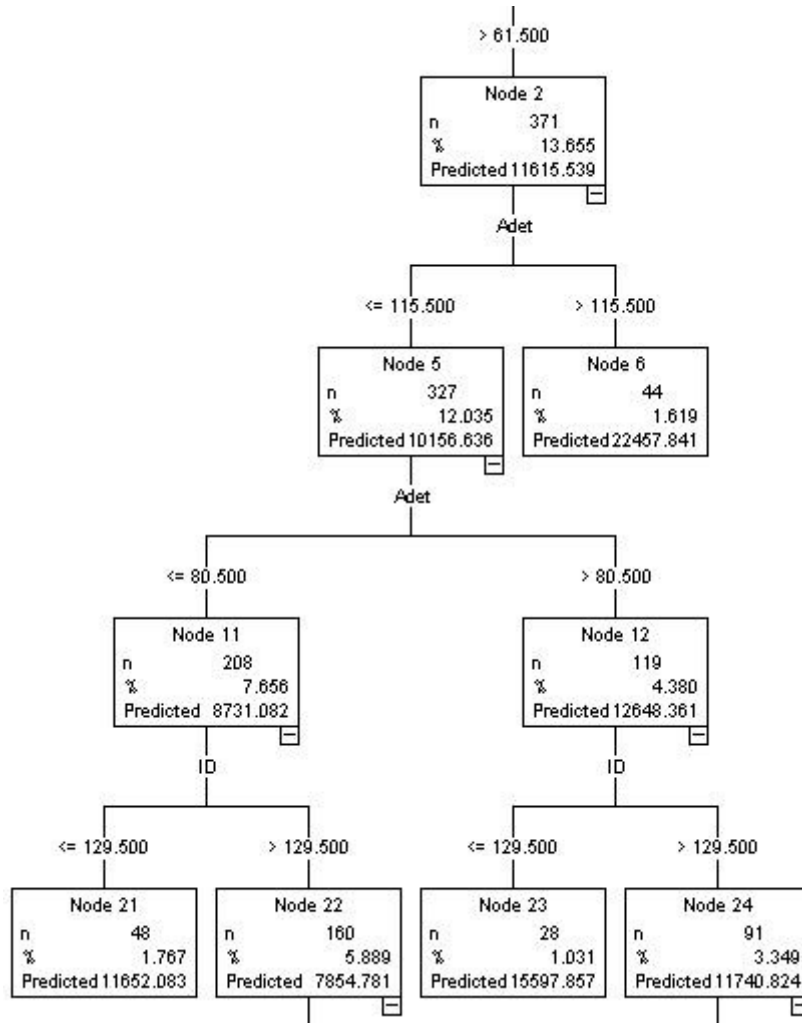 > 61.500
Node 2
n 371
% 13.655
Predicted 11615.539
Adet
<= 115.500
> 115.500
Node 5
n 327
% 12.035
Predicted 10156.636
Node 6
n 44
% 1.619
Predicted 22457.841
Adet
<= 80.500
> 80.500
Node 11
n 208
% 7.656
Predicted 8731.082
Node 12
n 119
% 4.380
Predicted 12648.361
ID
ID
<= 129.500
> 129.500
<= 129.500
> 129.500
Node 21
n 48
% 1.767
Predicted 11652.083
Node 22
n 160
% 5.889
Predicted 7854.781
Node 23
n 28
% 1.031
Predicted 15597.857
Node 24
n 91
% 3.349
Predicted 11740.824